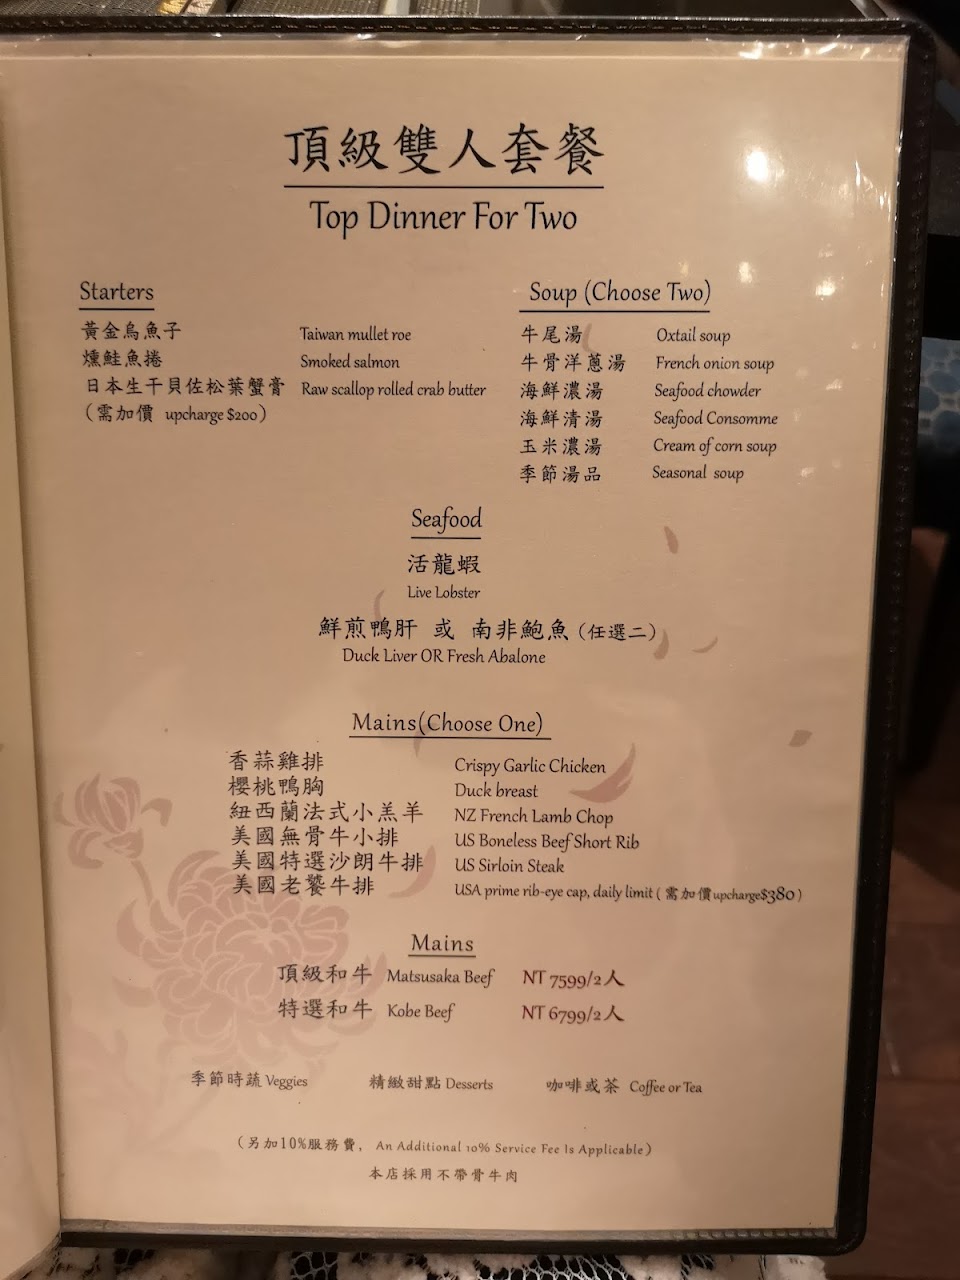 頂級雙人套餐
Top Dinner For Two
Starters
黃金烏魚子 Taiwan mullet roe
燻鮭魚捲 Smoked salmon
日本生干貝佐松葉蟹膏 Raw scallop rolled crab butter
（需加價 upcharge $200）
Soup (Choose Two)
牛尾湯 Oxtail soup
牛骨洋蔥湯 French onion soup
海鮮濃湯 Seafood chowder
海鮮清湯 Seafood Consomme
玉米濃湯 Cream of corn soup
季節湯品 Seasonal soup
Seafood
活龍蝦
Live Lobster
鮮煎鴨肝 或 南非鮑魚（任選二）
Duck Liver OR Fresh Abalone
Mains(Choose One)
香蒜雞排 Crispy Garlic Chicken
櫻桃鴨胸 Duck breast
紐西蘭法式小羔羊 NZ French Lamb Chop
美國無骨牛小排 US Boneless Beef Short Rib
美國特選沙朗牛排 US Sirloin Steak
美國老饕牛排 USA prime rib-eye cap, daily limit（需加價upcharge$380）
Mains
頂級和牛 Matsusaka Beef NT 7599/2人
特選和牛 Kobe Beef NT 6799/2人
季節時蔬 Veggies 精緻甜點 Desserts 咖啡或茶 Coffee or Tea
（另加10%服務費， An Additional 10% Service Fee Is Applicable）
本店採用不帶骨牛肉